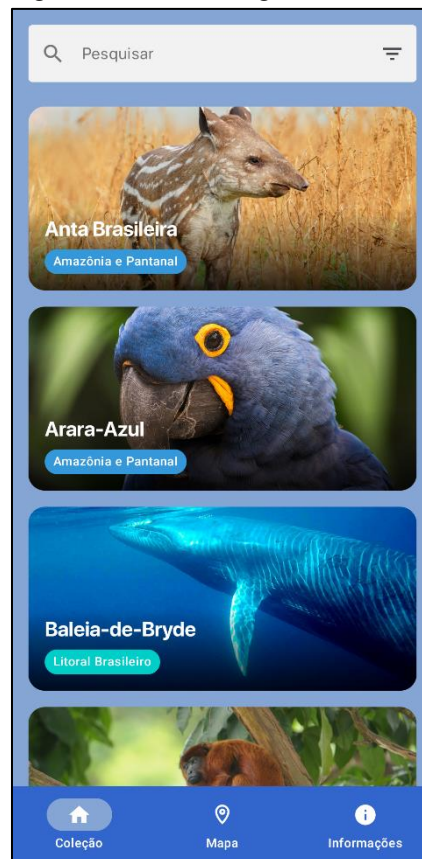 Pesquisar
Anta Brasileira
Amazônia e Pantanal
Arara-Azul
Amazônia e Pantanal
Baleia-de-Bryde
Litoral Brasileiro
Coleção
Mapa
Informações